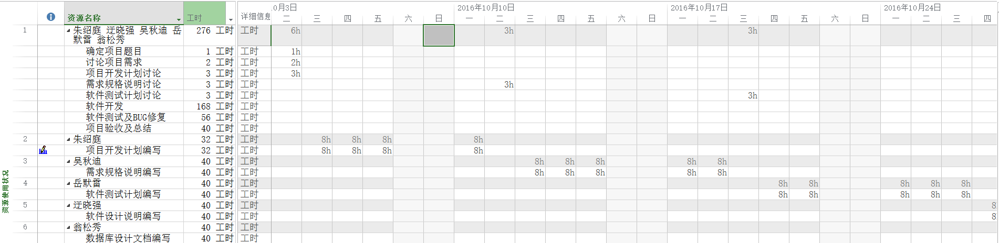 10月3日 2016年10月10日 2016年10月17日 2016年10月24日
资源名称 工时 详细信息 二 三 四 五 六 日 一 二 三 四 五 六 日 一 二 三 四 五 六 日 一 二 三 四
1 朱绍庭 迂晓强 吴秋迪 岳 276 工时 工时 6h 3h 3h
默雷 翁松秀
确定项目题目 1 工时 工时 1h
讨论项目需求 2 工时 工时 2h
项目开发计划讨论 3 工时 工时 3h
需求规格说明讨论 3 工时 工时 3h
软件测试计划讨论 3 工时 工时 3h
软件开发 168 工时 工时
软件测试及BUG修复 56 工时 工时
项目验收及总结 40 工时 工时
2 朱绍庭 32 工时 工时 8h 8h 8h 8h
项目开发计划编写 32 工时 工时 8h 8h 8h 8h
3 吴秋迪 40 工时 工时 8h 8h 8h 8h 8h
需求规格说明编写 40 工时 工时 8h 8h 8h 8h 8h
4 岳默雷 40 工时 工时 8h 8h 8h 8h 8h
软件测试计划编写 40 工时 工时 8h 8h 8h 8h 8h
5 迂晓强 40 工时 工时 8
软件设计说明编写 40 工时 工时 8
6 翁松秀 40 工时 工时
数据库设计文档编写 40 工时 工时
资源使用状况